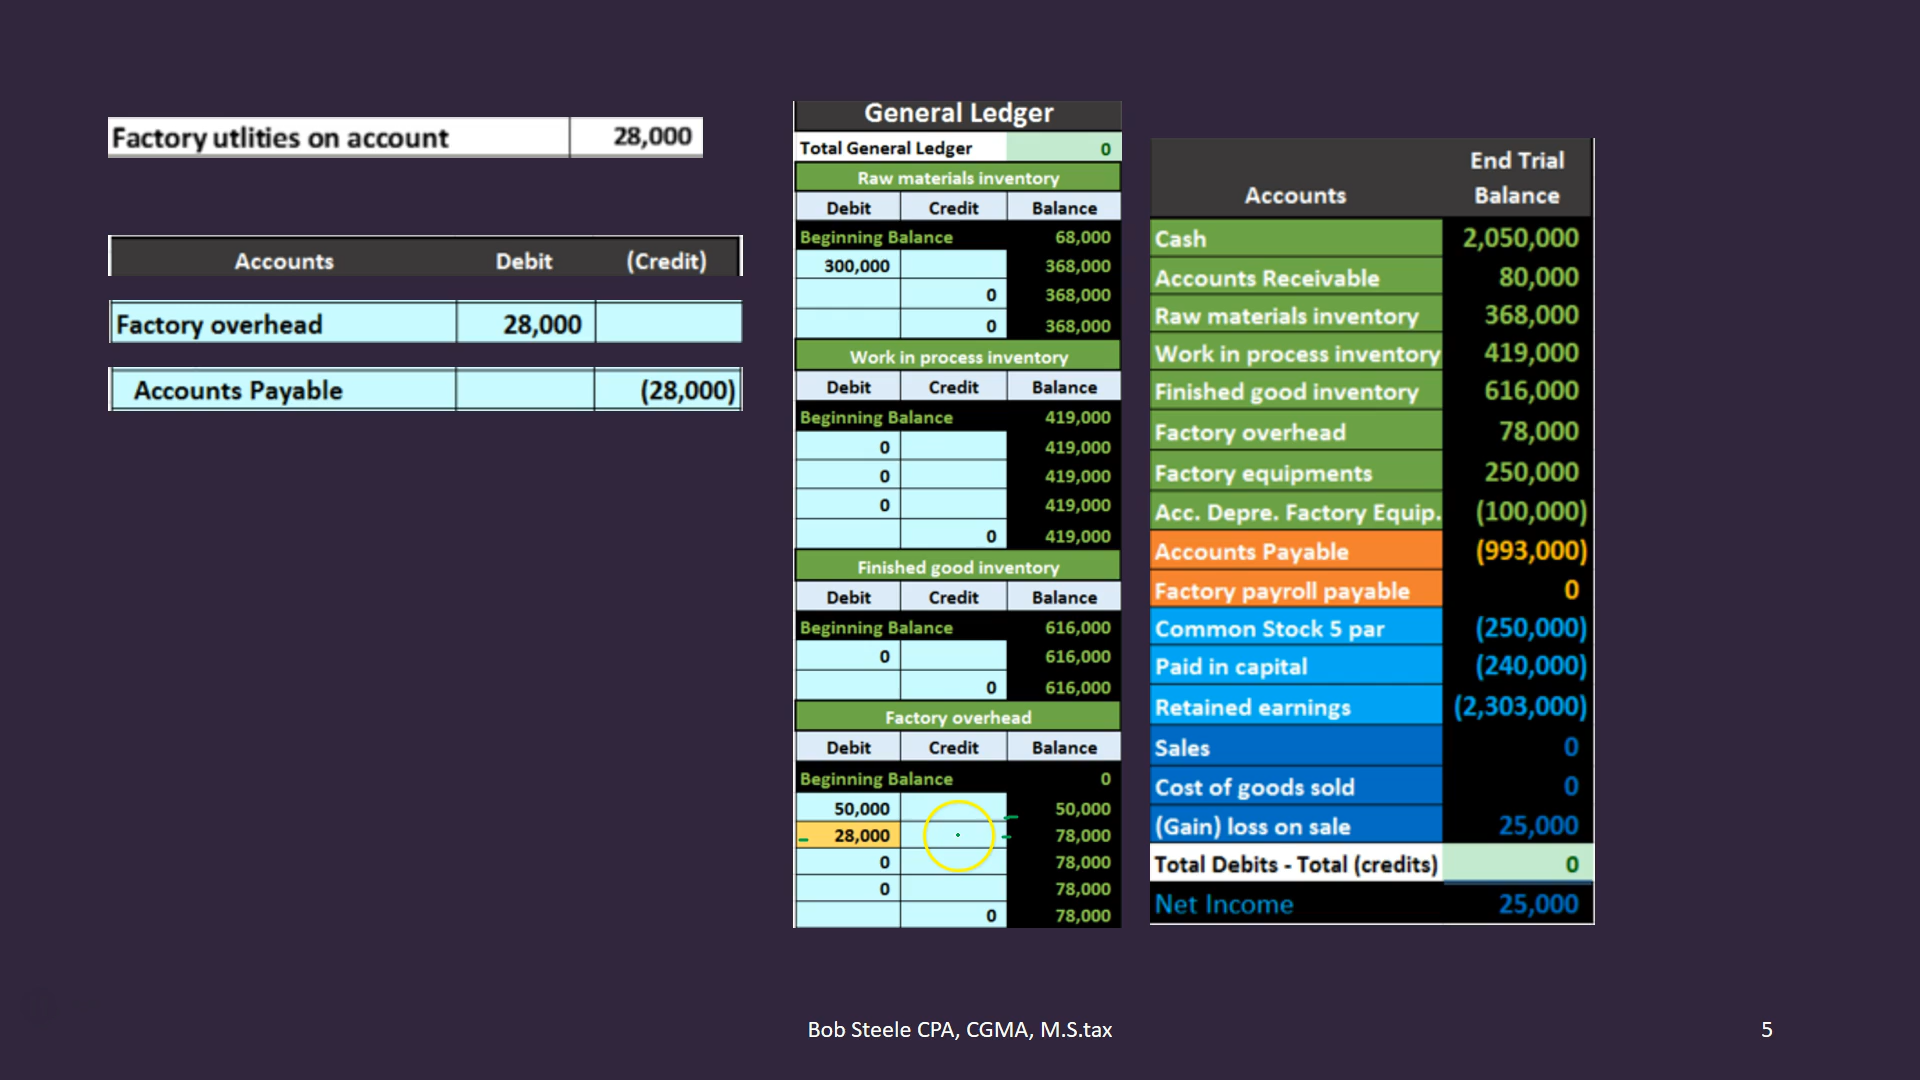 Factory utlities on account 28,000
Accounts Debit (Credit)
Factory overhead 28,000
Accounts Payable (28,000)
General Ledger
Total General Ledger 0
Raw materials inventory
Debit Credit Balance
Beginning Balance 68,000
300,000 368,000
0 368,000
0 368,000
Work in process inventory
Debit Credit Balance
Beginning Balance 419,000
0 419,000
0 419,000
0 419,000
0 419,000
Finished good inventory
Debit Credit Balance
Beginning Balance 616,000
0 616,000
0 616,000
Factory overhead
Debit Credit Balance
Beginning Balance 0
50,000 50,000
28,000 78,000
0 78,000
0 78,000
0 78,000
End Trial
Accounts Balance
Cash 2,050,000
Accounts Receivable 80,000
Raw materials inventory 368,000
Work in process inventory 419,000
Finished good inventory 616,000
Factory overhead 78,000
Factory equipments 250,000
Acc. Depre. Factory Equip. (100,000)
Accounts Payable (993,000)
Factory payroll payable 0
Common Stock 5 par (250,000)
Paid in capital (240,000)
Retained earnings (2,303,000)
Sales 0
Cost of goods sold 0
(Gain) loss on sale 25,000
Total Debits - Total (credits) 0
Net Income 25,000
Bob Steele CPA, CGMA, M.S.tax
5